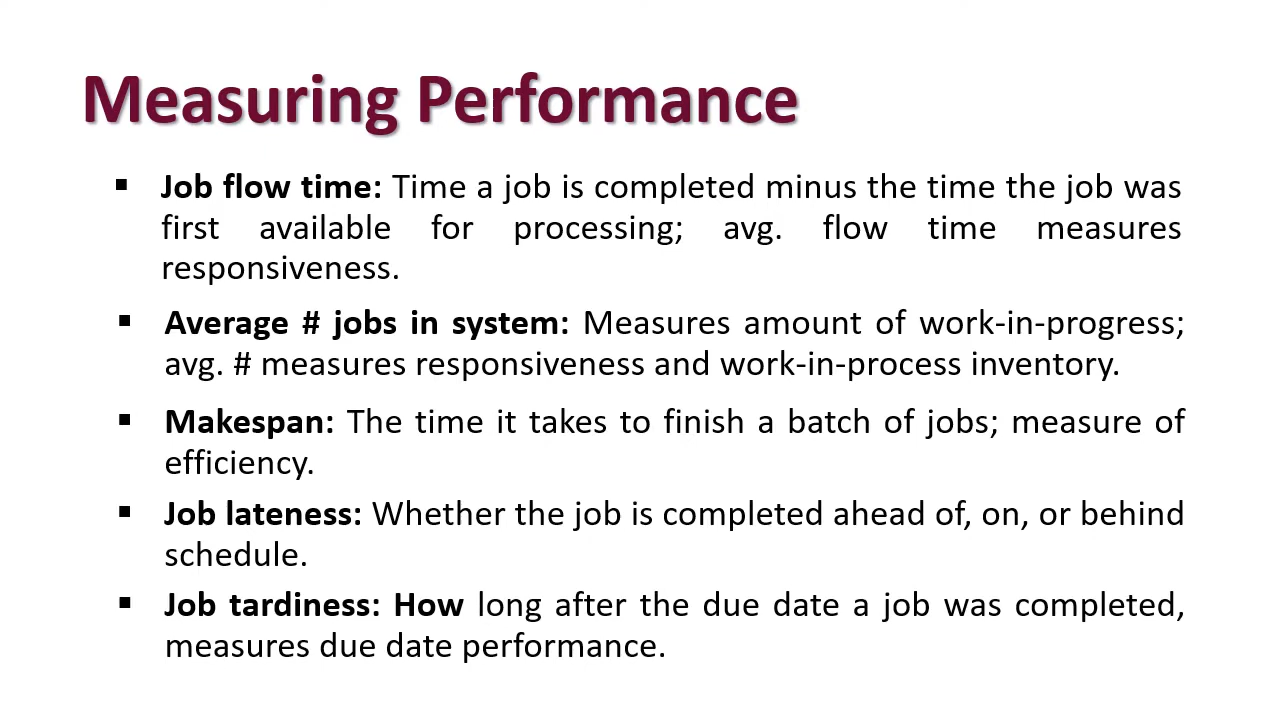 Measuring Performance
▪ Job flow time: Time a job is completed minus the time the job was
first available for processing; avg. flow time measures
responsiveness.
▪ Average # jobs in system: Measures amount of work-in-progress;
avg. # measures responsiveness and work-in-process inventory.
▪ Makespan: The time it takes to finish a batch of jobs; measure of
efficiency.
▪ Job lateness: Whether the job is completed ahead of, on, or behind
schedule.
▪ Job tardiness: How long after the due date a job was completed,
measures due date performance.